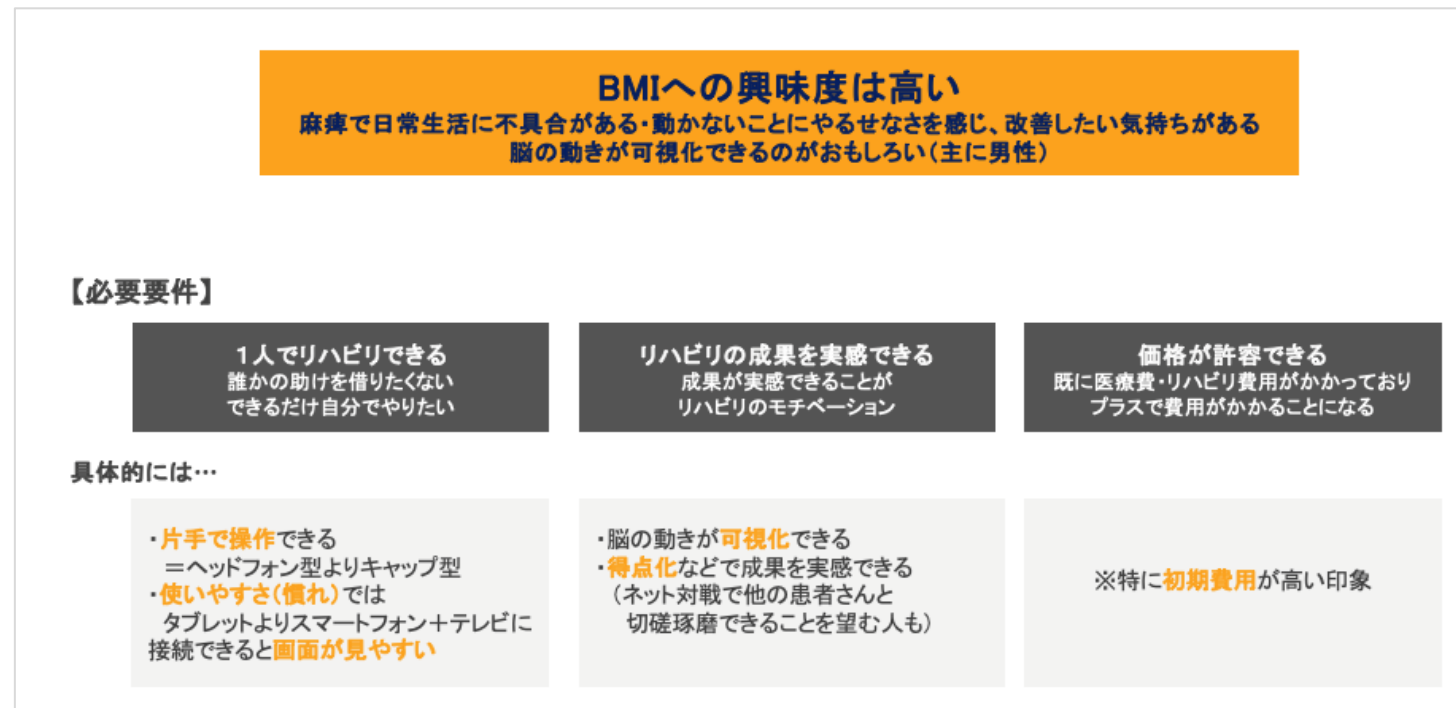 BMIへの興味度は高い
麻痺で日常生活に不具合がある・動かないことにやるせなさを感じ、改善したい気持ちがある
脳の動きが可視化できるのがおもしろい(主に男性)
【必要要件】
1人でリハビリできる
誰かの助けを借りたくない
できるだけ自分でやりたい
リハビリの成果を実感できる
成果が実感できることが
リハビリのモチベーション
価格が許容できる
既に医療費・リハビリ費用がかかっており
プラスで費用がかかることになる
具体的には…
・片手で操作できる
=ヘッドフォン型よりキャップ型
・使いやすさ(慣れ)では
タブレットよりスマートフォン+テレビに
接続できると画面が見やすい
・脳の動きが可視化できる
・得点化などで成果を実感できる
(ネット対戦で他の患者さんと
切磋琢磨できることを望む人も)
※特に初期費用が高い印象